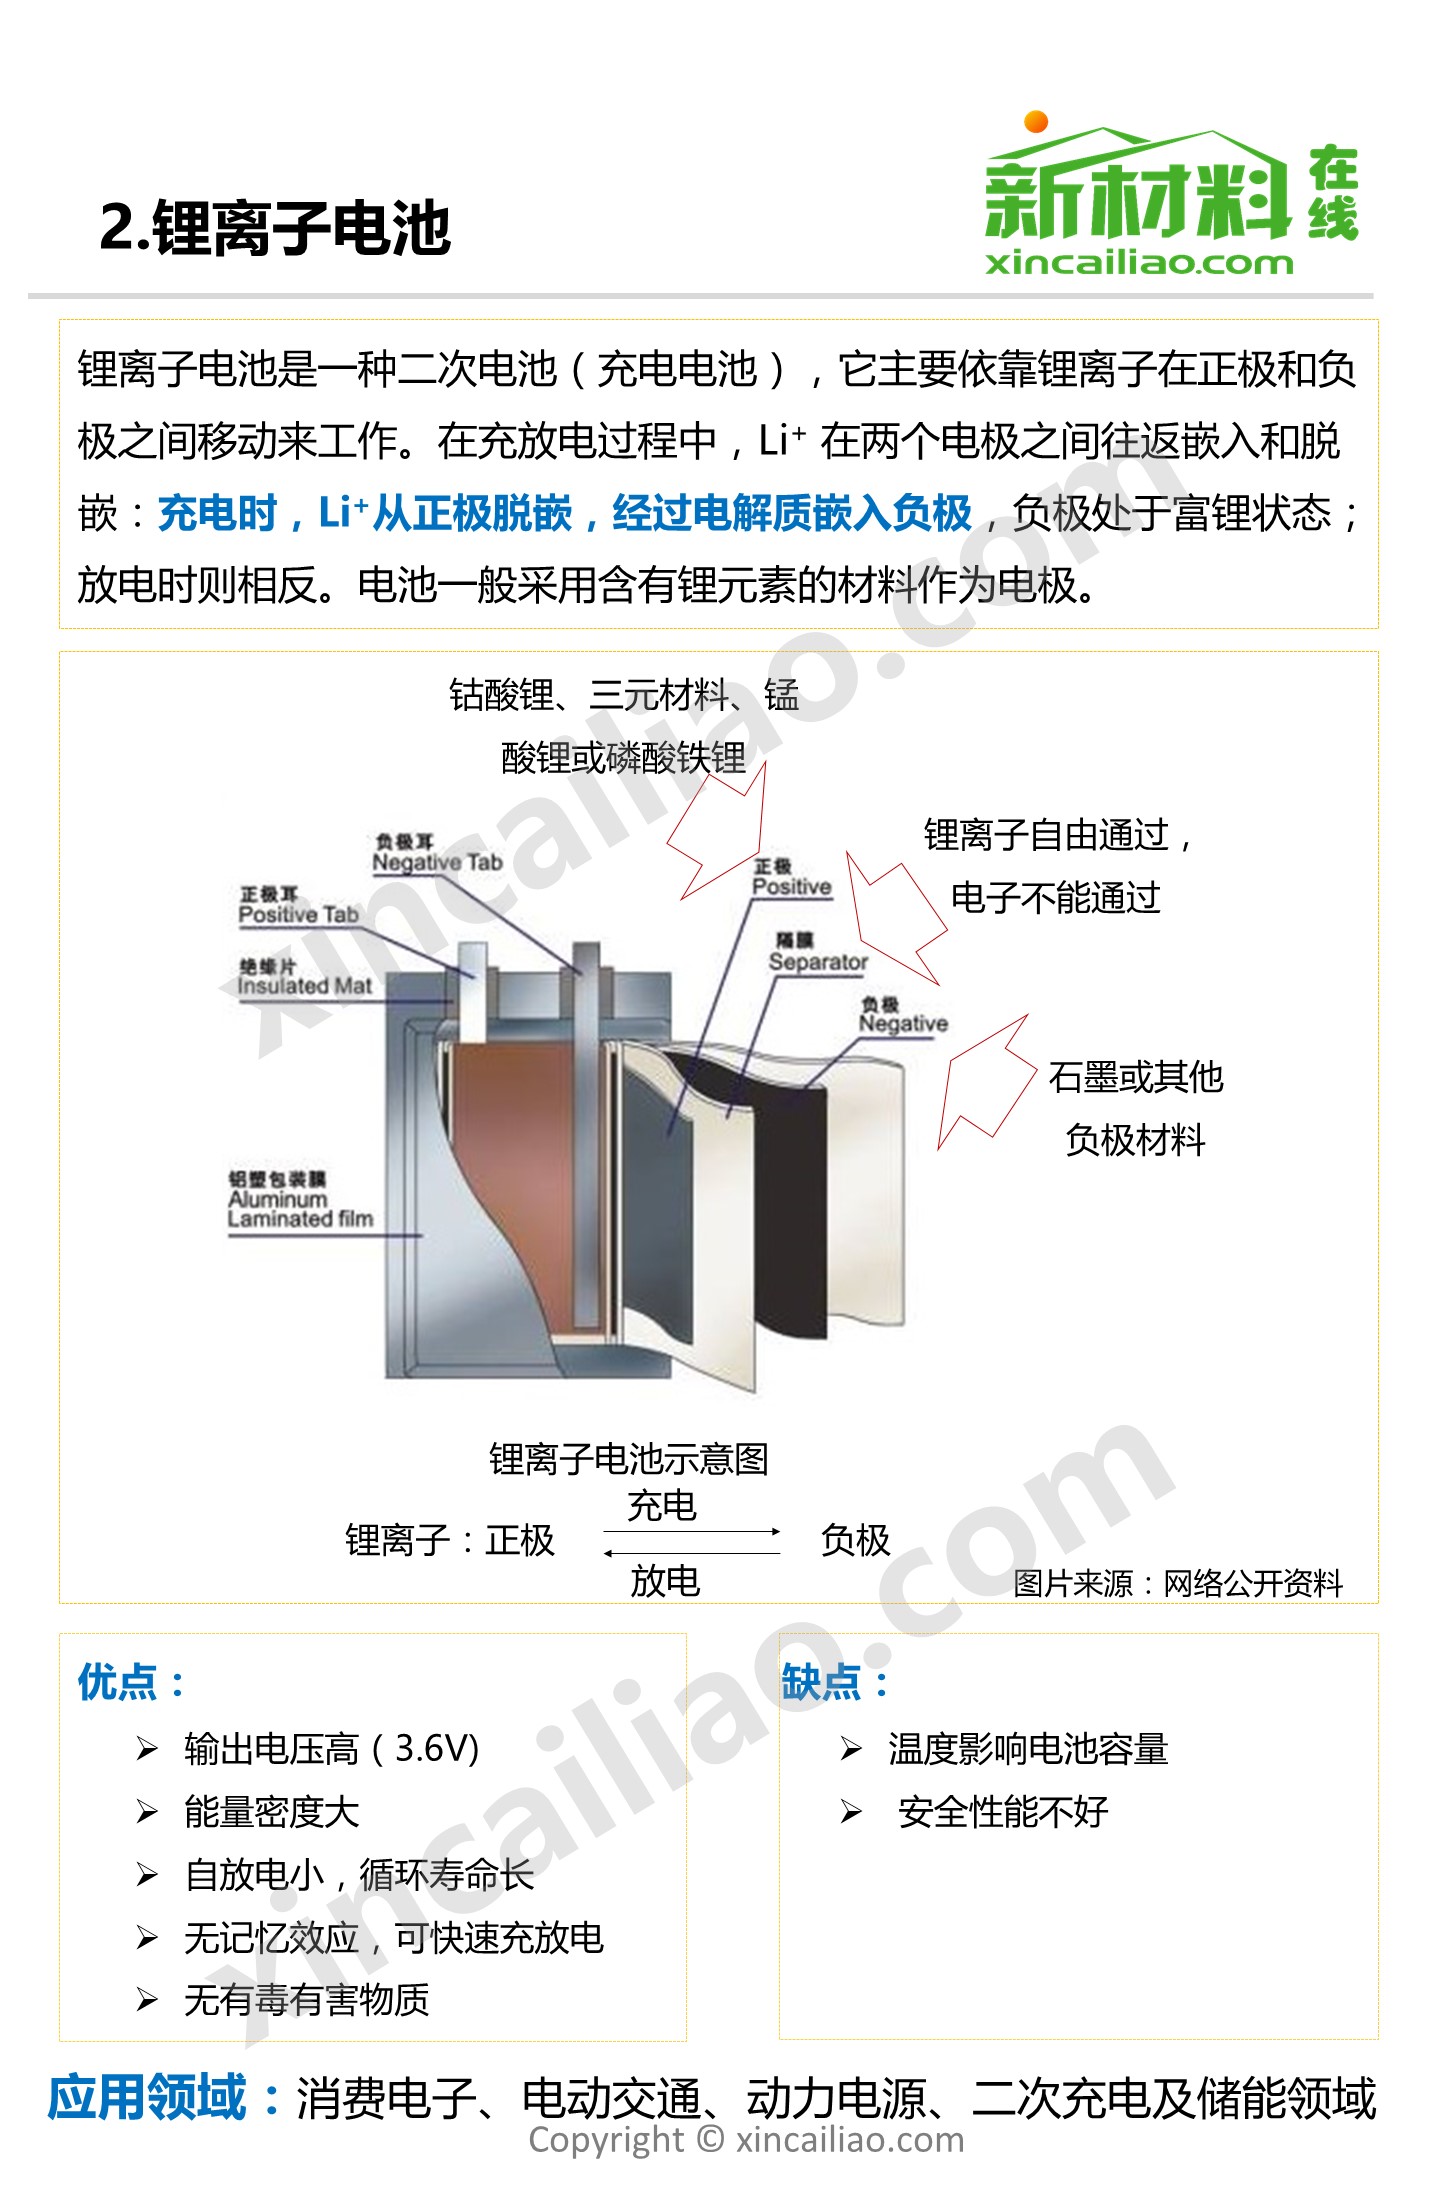 新材料在线
xincailiao.com
2.锂离子电池
锂离子电池是一种二次电池（充电电池），它主要依靠锂离子在正极和负
极之间移动来工作。在充放电过程中，Li⁺ 在两个电极之间往返嵌入和脱
嵌：充电时，Li⁺从正极脱嵌，经过电解质嵌入负极，负极处于富锂状态；
放电时则相反。电池一般采用含有锂元素的材料作为电极。
钴酸锂、三元材料、锰
酸锂或磷酸铁锂
锂离子自由通过，
电子不能通过
负极耳
Negative Tab
正极耳
Positive Tab
绝缘片
Insulated Mat
正极
Positive
隔膜
Separator
负极
Negative
石墨或其他
负极材料
铝塑包装膜
Aluminum
Laminated film
锂离子电池示意图
充电
锂离子：正极 负极
放电
图片来源：网络公开资料
优点：
输出电压高（3.6V)
能量密度大
自放电小，循环寿命长
无记忆效应，可快速充放电
无有毒有害物质
缺点：
温度影响电池容量
安全性能不好
应用领域：消费电子、电动交通、动力电源、二次充电及储能领域
Copyright © xincailiao.com
xincailiao.com
xincailiao.com